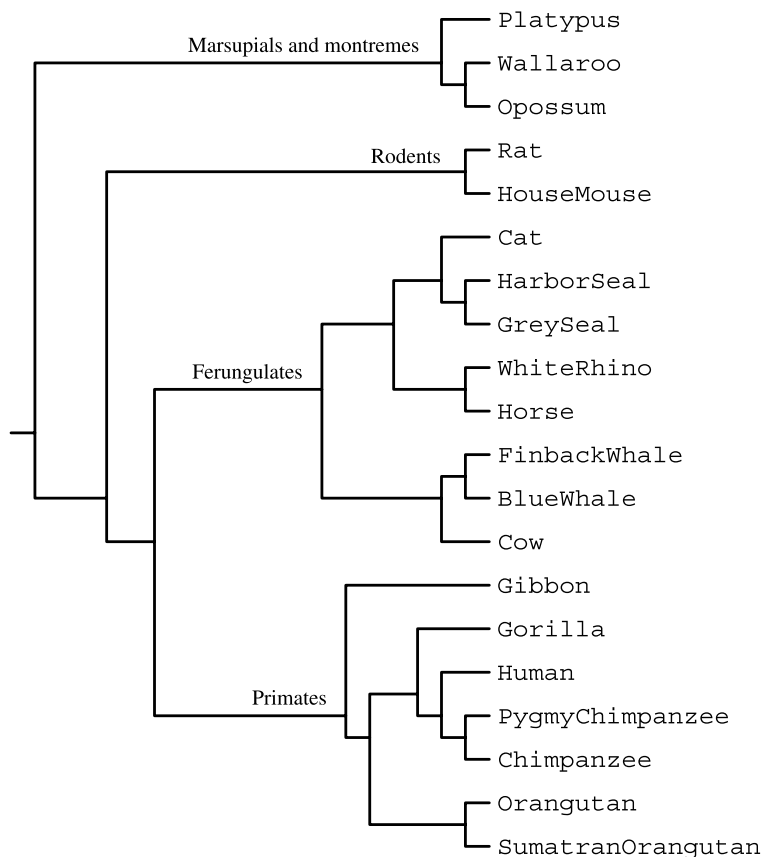 Platypus
Marsupials and montremes
Wallaroo
Opossum
Rat
Rodents
HouseMouse
Cat
HarborSeal
GreySeal
WhiteRhino
Ferungulates
Horse
FinbackWhale
BlueWhale
Cow
Gibbon
Gorilla
Human
Primates
PygmyChimpanzee
Chimpanzee
Orangutan
SumatranOrangutan